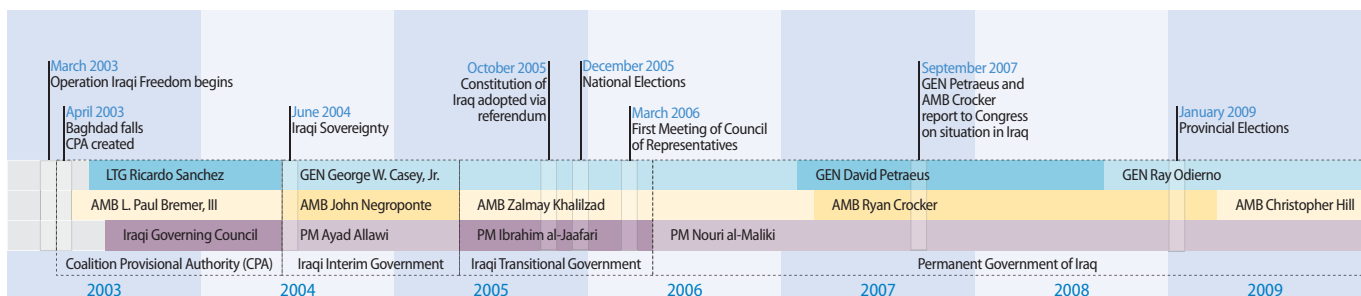 March 2003
Operation Iraqi Freedom begins
April 2003
Baghdad falls
CPA created
June 2004
Iraqi Sovereignty
October 2005
Constitution of
Iraq adopted via
referendum
December 2005
National Elections
March 2006
First Meeting of Council
of Representatives
September 2007
GEN Petraeus and
AMB Crocker
report to Congress
on situation in Iraq
January 2009
Provincial Elections
LTG Ricardo Sanchez
GEN George W. Casey, Jr.
GEN David Petraeus
GEN Ray Odierno
AMB L. Paul Bremer, III
AMB John Negroponte
AMB Zalmay Khalilzad
AMB Ryan Crocker
AMB Christopher Hill
Iraqi Governing Council
PM Ayad Allawi
PM Ibrahim al-Jaafari
PM Nouri al-Maliki
Coalition Provisional Authority (CPA)
Iraqi Interim Government
Iraqi Transitional Government
Permanent Government of Iraq
2003
2004
2005
2006
2007
2008
2009